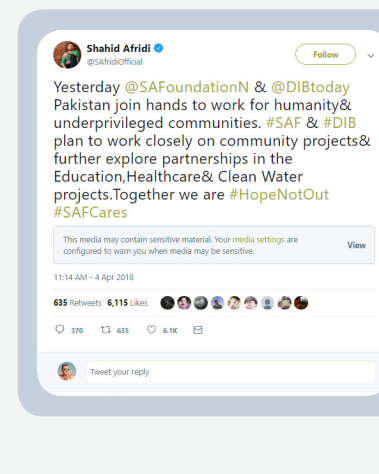 Shahid Afridi
@SAfridiOfficial
Follow
Yesterday @SAFoundationN & @DIBtoday
Pakistan join hands to work for humanity&
underprivileged communities. #SAF & #DIB
plan to work closely on community projects&
further explore partnerships in the
Education,Healthcare& Clean Water
projects.Together we are #HopeNotOut
#SAFCares
This media may contain sensitive material. Your media settings are
configured to warn you when media may be sensitive.
View
11:14 AM - 4 Apr 2018
635 Retweets 6,115 Likes
370 635 6.1K
Tweet your reply